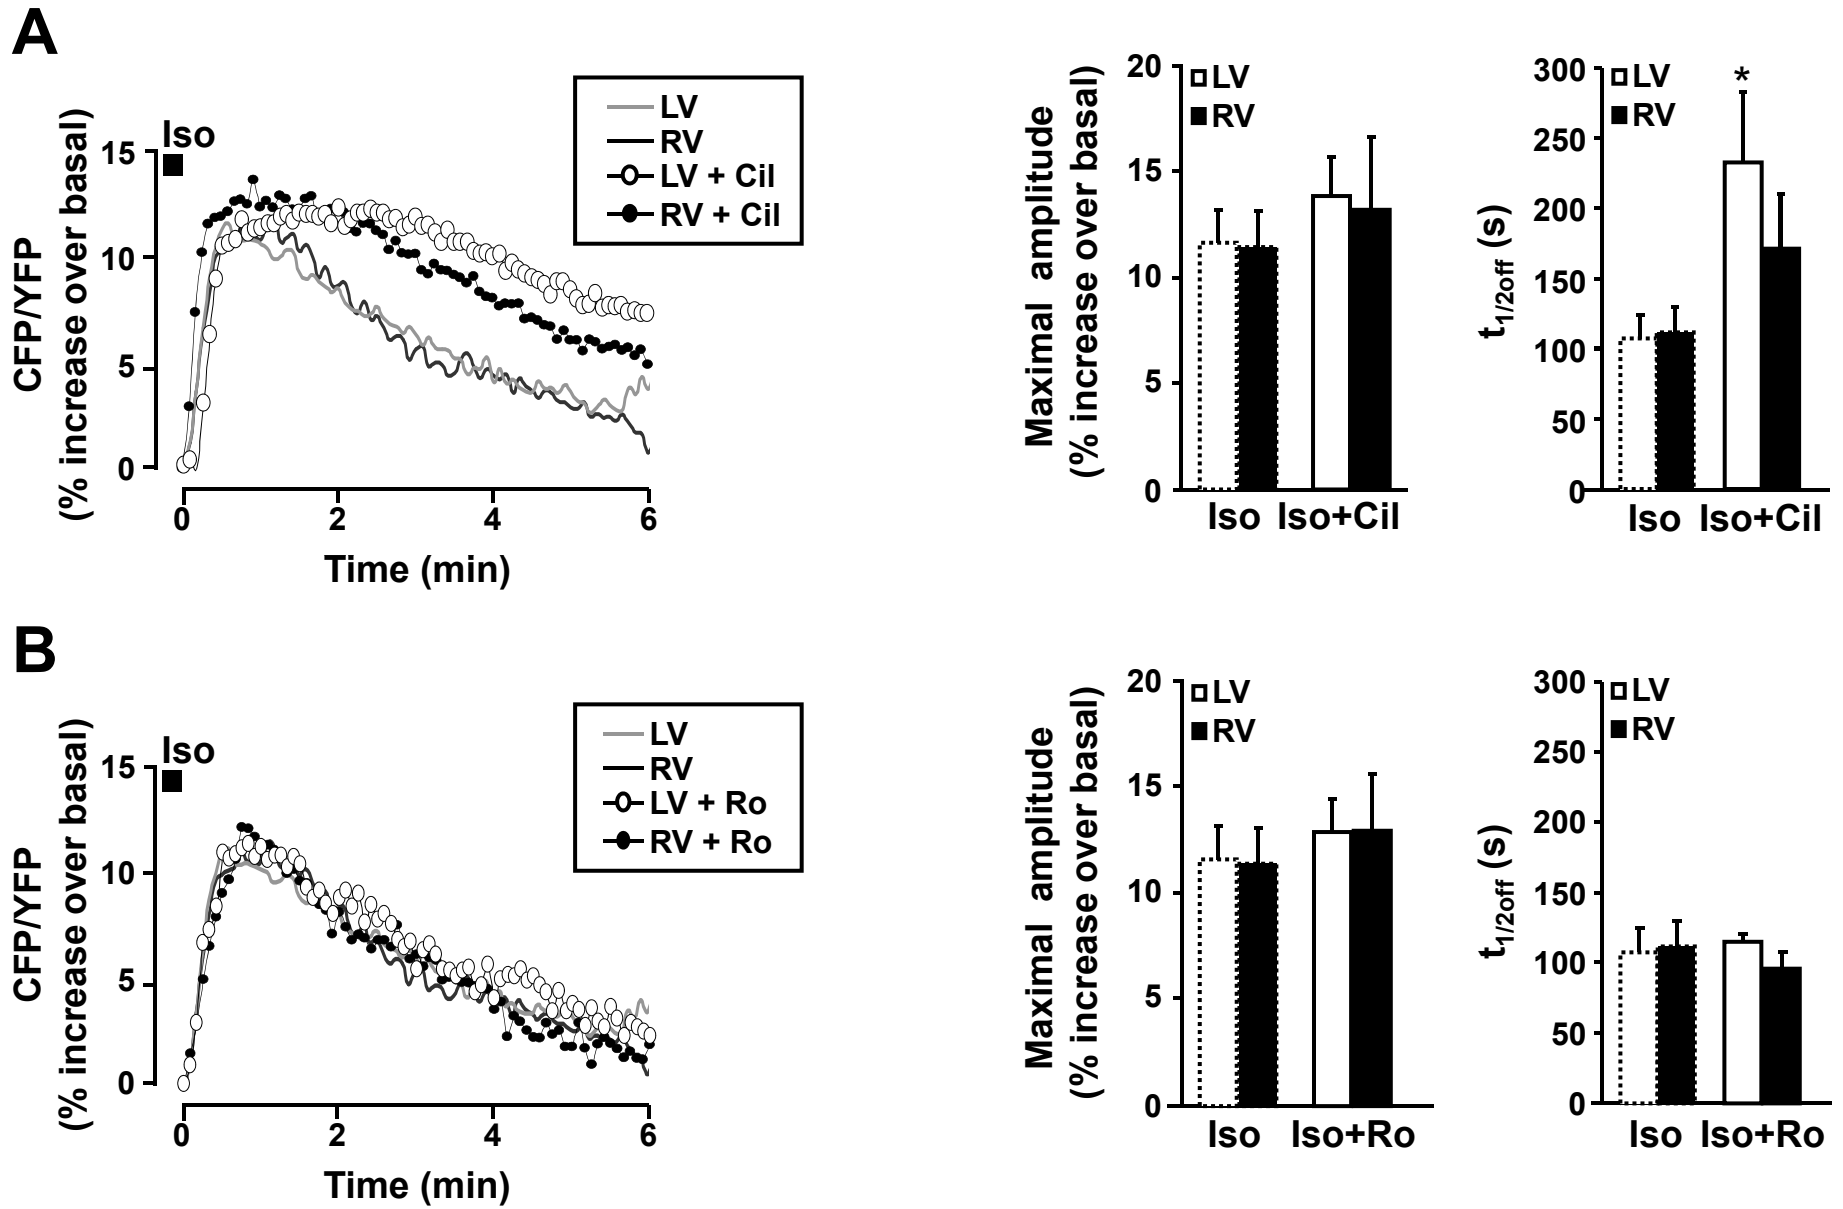 A
Iso
15
10
5
0
CFP/YFP
(% increase over basal)
0 2 4 6
Time (min)
LV
RV
LV + Cil
RV + Cil
20
15
10
5
0
Maximal amplitude
(% increase over basal)
LV
RV
Iso Iso+Cil
300
250
200
150
100
50
0
t1/2off (s)
LV
RV
*
Iso Iso+Cil
B
Iso
15
10
5
0
CFP/YFP
(% increase over basal)
0 2 4 6
Time (min)
LV
RV
LV + Ro
RV + Ro
20
15
10
5
0
Maximal amplitude
(% increase over basal)
LV
RV
Iso Iso+Ro
300
250
200
150
100
50
0
t1/2off (s)
LV
RV
Iso Iso+Ro